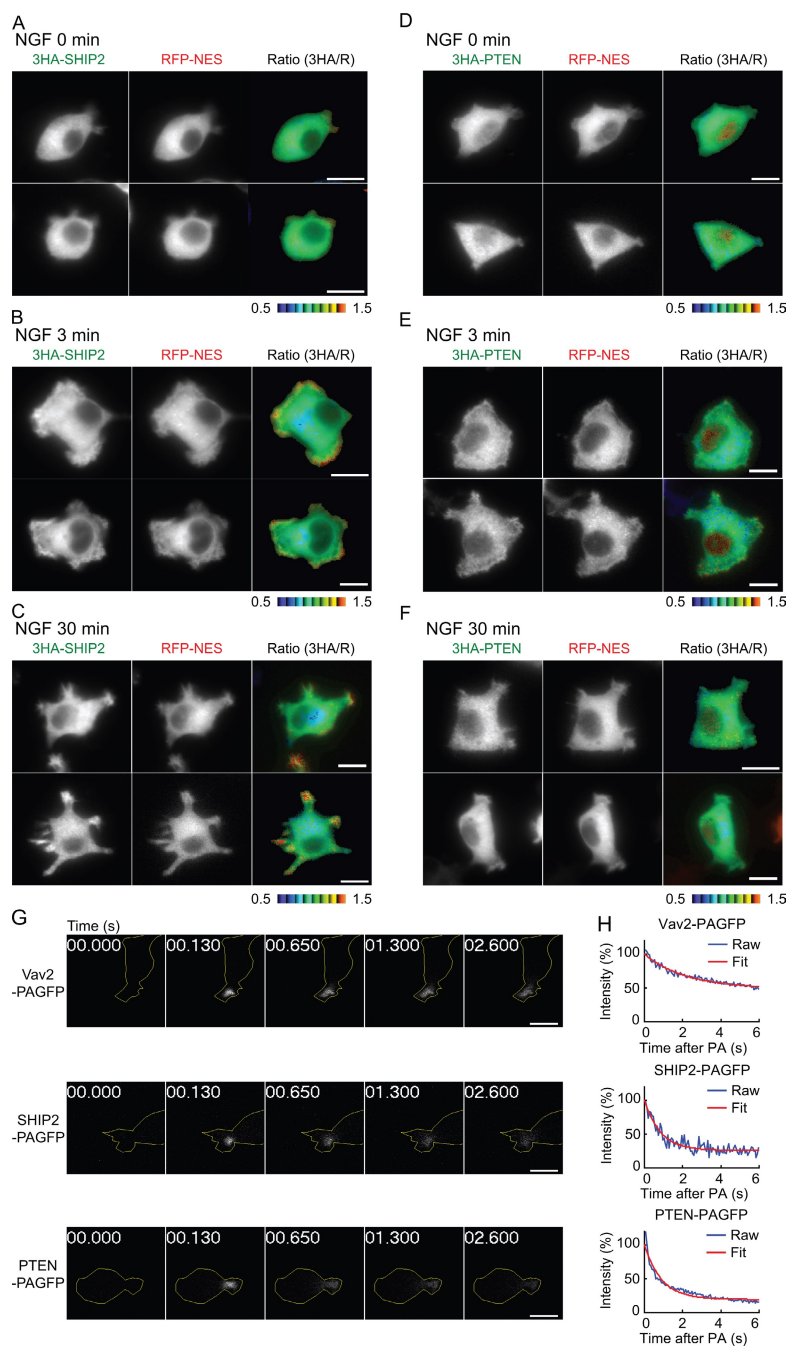 A
NGF 0 min
3HA-SHIP2 RFP-NES Ratio (3HA/R)
0.5 1.5
B
NGF 3 min
3HA-SHIP2 RFP-NES Ratio (3HA/R)
0.5 1.5
C
NGF 30 min
3HA-SHIP2 RFP-NES Ratio (3HA/R)
0.5 1.5
D
NGF 0 min
3HA-PTEN RFP-NES Ratio (3HA/R)
0.5 1.5
E
NGF 3 min
3HA-PTEN RFP-NES Ratio (3HA/R)
0.5 1.5
F
NGF 30 min
3HA-PTEN RFP-NES Ratio (3HA/R)
0.5 1.5
G
Time (s)
00.000 00.130 00.650 01.300 02.600
Vav2
-PAGFP
00.000 00.130 00.650 01.300 02.600
SHIP2
-PAGFP
00.000 00.130 00.650 01.300 02.600
PTEN
-PAGFP
H
Vav2-PAGFP
Intensity (%)
100
50
0
Raw
Fit
0 2 4 6
Time after PA (s)
SHIP2-PAGFP
Intensity (%)
100
50
0
Raw
Fit
0 2 4 6
Time after PA (s)
PTEN-PAGFP
Intensity (%)
100
50
0
Raw
Fit
0 2 4 6
Time after PA (s)